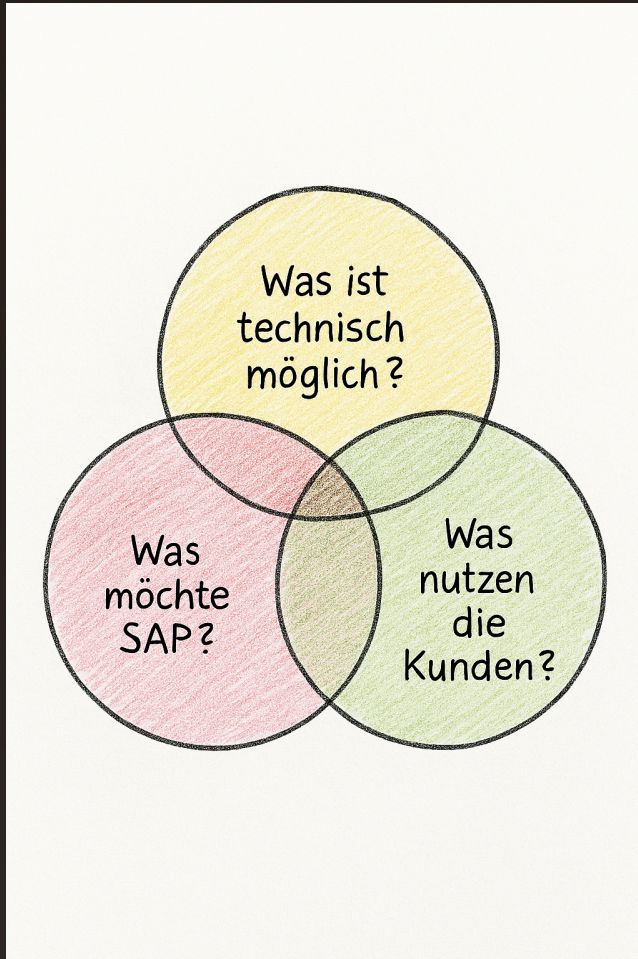 Was ist
technisch
möglich?
Was
möchte
SAP?
Was
nutzen
die
Kunden?